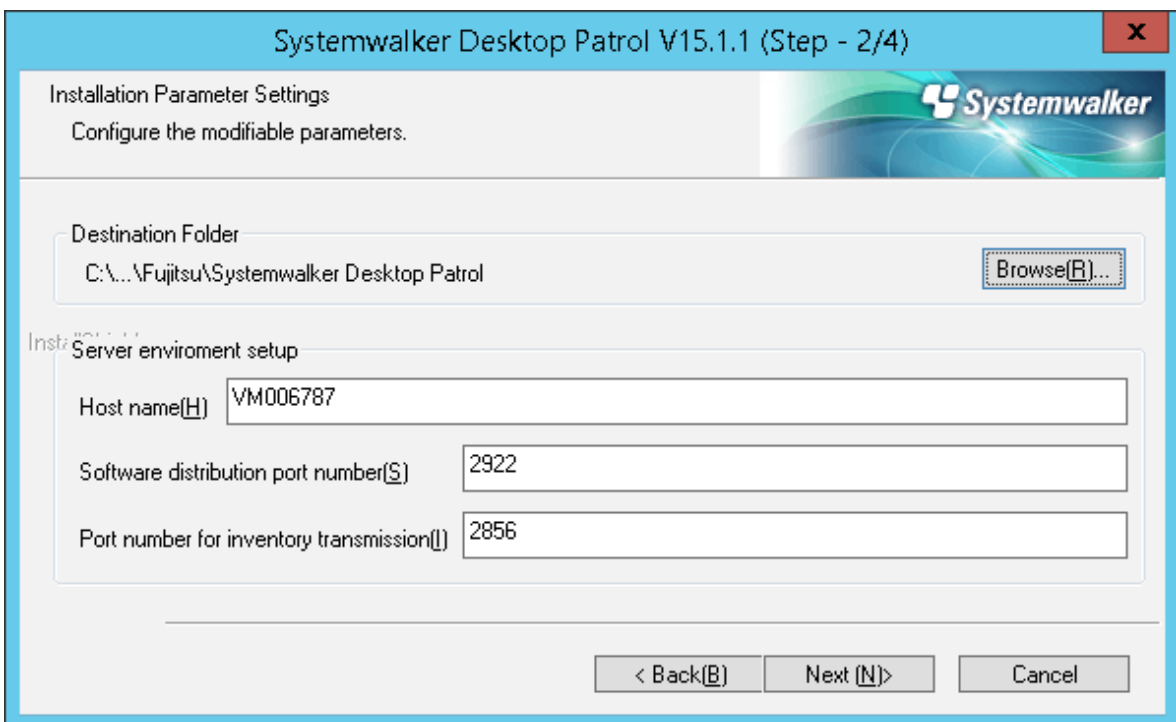 Systemwalker Desktop Patrol V15.1.1 (Step - 2/4)
x
Installation Parameter Settings
Configure the modifiable parameters.
Systemwalker
Destination Folder
C:\...\Fujitsu\Systemwalker Desktop Patrol
Browse(R)...
Server enviroment setup
Host name(H)
VM006787
Software distribution port number(S)
2922
Port number for inventory transmission(I)
2856
< Back(B)
Next (N)>
Cancel